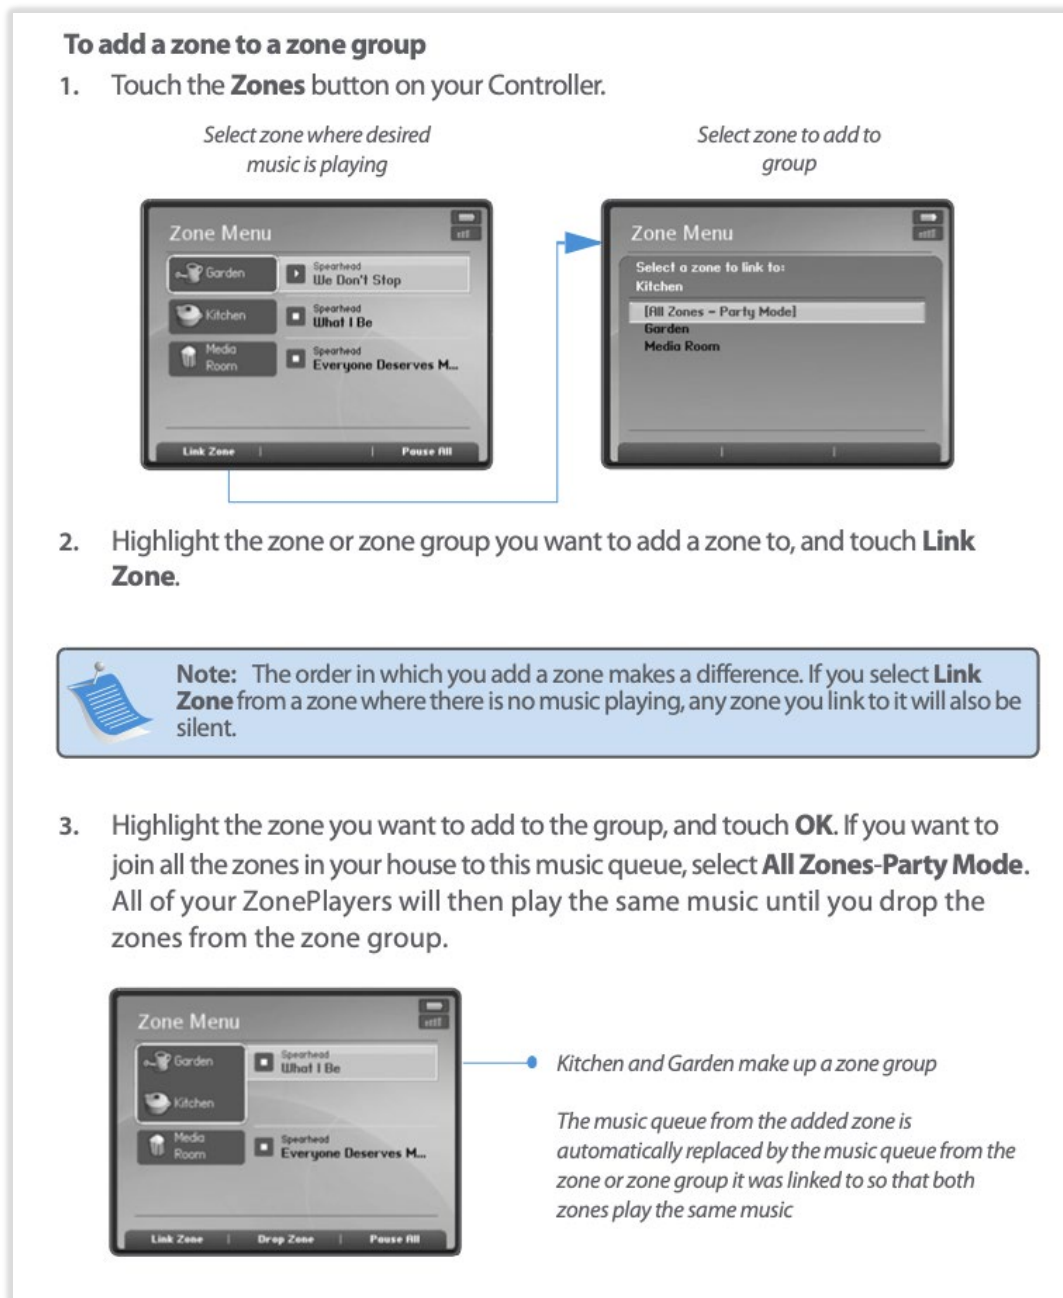 To add a zone to a zone group
1. Touch the Zones button on your Controller.
Select zone where desired
music is playing
Select zone to add to
group
Zone Menu
Garden
Spearhead
We Don't Stop
Kitchen
Spearhead
What I Be
Media
Room
Spearhead
Everyone Deserves M...
Link Zone | | Pause All
Zone Menu
Select a zone to link to:
Kitchen
[All Zones - Party Mode]
Garden
Media Room
2. Highlight the zone or zone group you want to add a zone to, and touch Link
Zone.
Note: The order in which you add a zone makes a difference. If you select Link
Zone from a zone where there is no music playing, any zone you link to it will also be
silent.
3. Highlight the zone you want to add to the group, and touch OK. If you want to
join all the zones in your house to this music queue, select All Zones-Party Mode.
All of your ZonePlayers will then play the same music until you drop the
zones from the zone group.
Zone Menu
Garden
Spearhead
What I Be
Kitchen
Media
Room
Spearhead
Everyone Deserves M...
Link Zone | Drop Zone | Pause All
Kitchen and Garden make up a zone group
The music queue from the added zone is
automatically replaced by the music queue from the
zone or zone group it was linked to so that both
zones play the same music